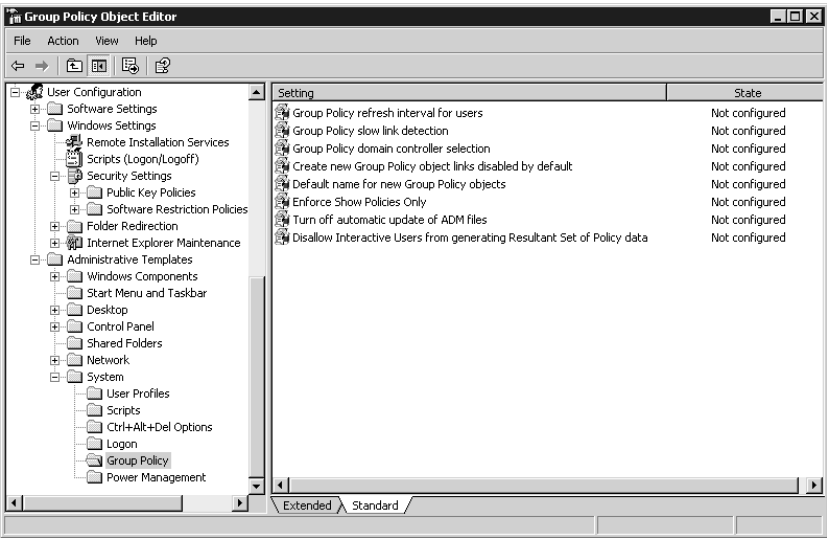 Group Policy Object Editor
File Action View Help
User Configuration
Software Settings
Windows Settings
Remote Installation Services
Scripts (Logon/Logoff)
Security Settings
Public Key Policies
Software Restriction Policies
Folder Redirection
Internet Explorer Maintenance
Administrative Templates
Windows Components
Start Menu and Taskbar
Desktop
Control Panel
Shared Folders
Network
System
User Profiles
Scripts
Ctrl+Alt+Del Options
Logon
Group Policy
Power Management
Setting State
Group Policy refresh interval for users Not configured
Group Policy slow link detection Not configured
Group Policy domain controller selection Not configured
Create new Group Policy object links disabled by default Not configured
Default name for new Group Policy objects Not configured
Enforce Show Policies Only Not configured
Turn off automatic update of ADM files Not configured
Disallow Interactive Users from generating Resultant Set of Policy data Not configured
Extended Standard